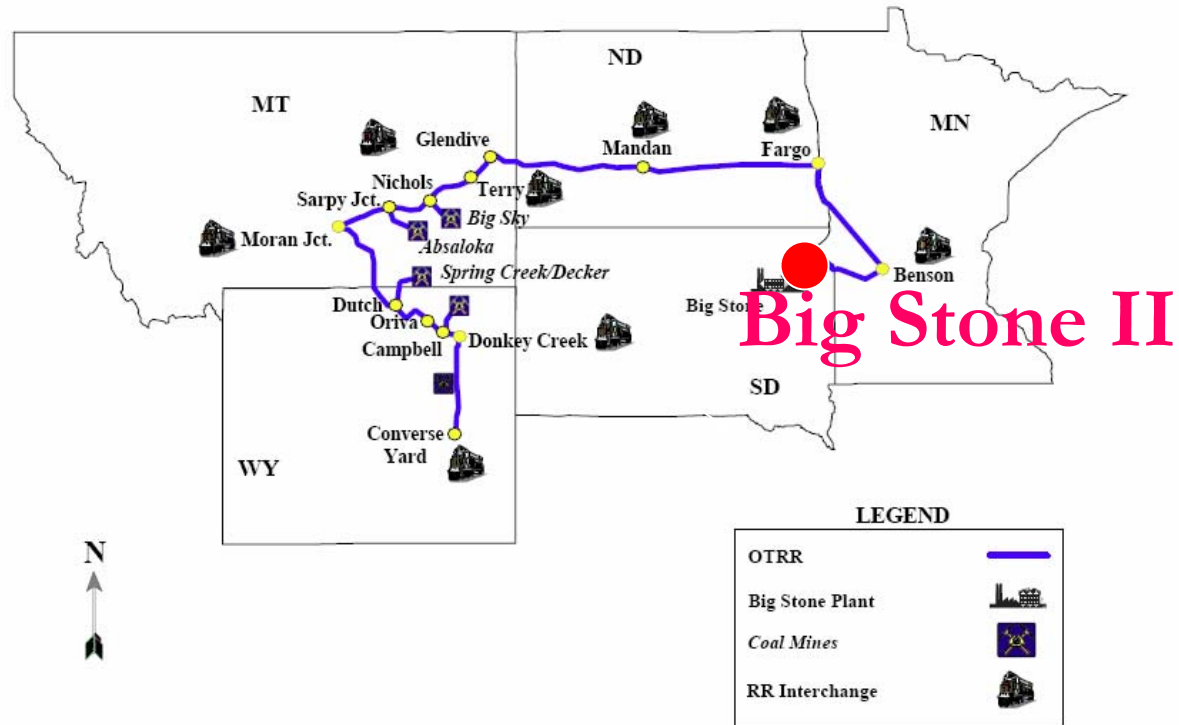 ND
MT
MN
Glendive
Mandan
Fargo
Nichols
Terry
Sarpy Jct.
Big Sky
Moran Jct.
Absaloka
Spring Creek/Decker
Benson
Dutch
Big Stone
Oriva
Big Stone II
Campbell
Donkey Creek
SD
Converse
Yard
WY
LEGEND
N
OTRR
Big Stone Plant
Coal Mines
RR Interchange